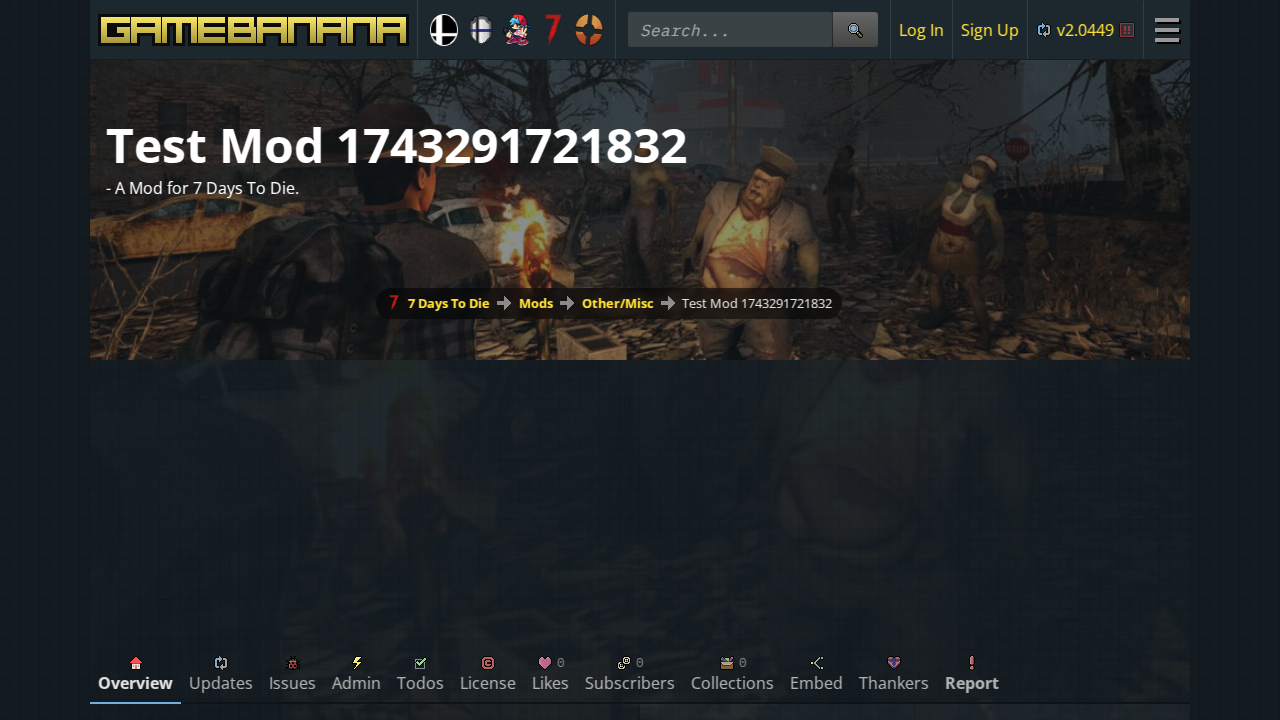 GAMEBANANA
Search...
Log In
Sign Up
v2.0449
Test Mod 1743291721832
- A Mod for 7 Days To Die.
7 Days To Die
Mods
Other/Misc
Test Mod 1743291721832
Overview
Updates
Issues
Admin
Todos
License
0
Likes
0
Subscribers
0
Collections
Embed
Thankers
Report